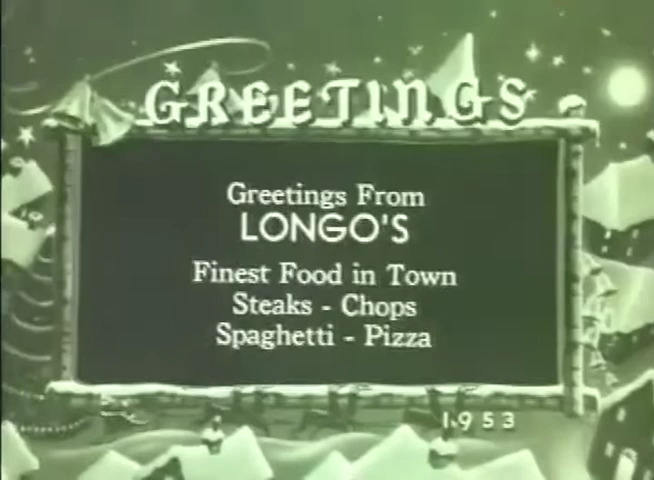 GREETINGS
Greetings From
LONGO'S
Finest Food in Town
Steaks - Chops
Spaghetti - Pizza
1953